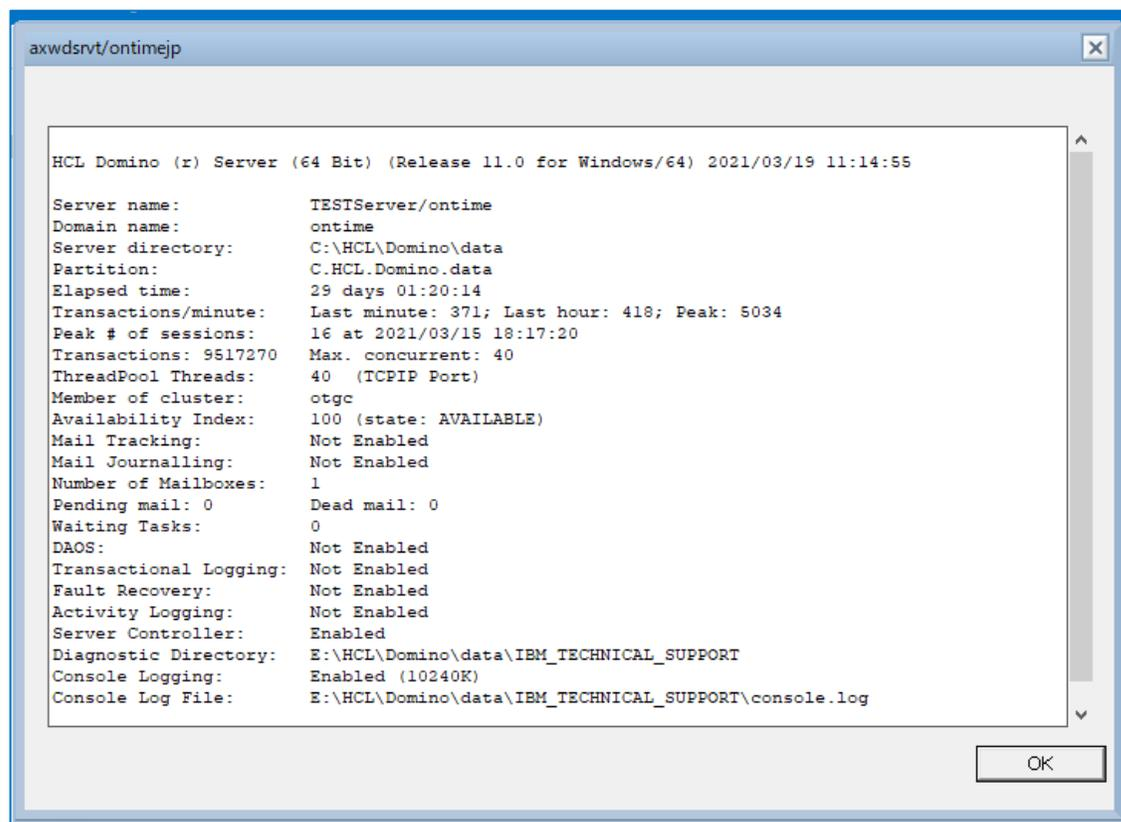 axwdsrvt/ontimejp
HCL Domino (r) Server (64 Bit) (Release 11.0 for Windows/64) 2021/03/19 11:14:55
Server name: TESTServer/ontime
Domain name: ontime
Server directory: C:\HCL\Domino\data
Partition: C.HCL.Domino.data
Elapsed time: 29 days 01:20:14
Transactions/minute: Last minute: 371; Last hour: 418; Peak: 5034
Peak # of sessions: 16 at 2021/03/15 18:17:20
Transactions: 9517270 Max. concurrent: 40
ThreadPool Threads: 40 (TCPIP Port)
Member of cluster: otgc
Availability Index: 100 (state: AVAILABLE)
Mail Tracking: Not Enabled
Mail Journalling: Not Enabled
Number of Mailboxes: 1
Pending mail: 0 Dead mail: 0
Waiting Tasks: 0
DAOS: Not Enabled
Transactional Logging: Not Enabled
Fault Recovery: Not Enabled
Activity Logging: Not Enabled
Server Controller: Enabled
Diagnostic Directory: E:\HCL\Domino\data\IBM_TECHNICAL_SUPPORT
Console Logging: Enabled (10240K)
Console Log File: E:\HCL\Domino\data\IBM_TECHNICAL_SUPPORT\console.log
OK